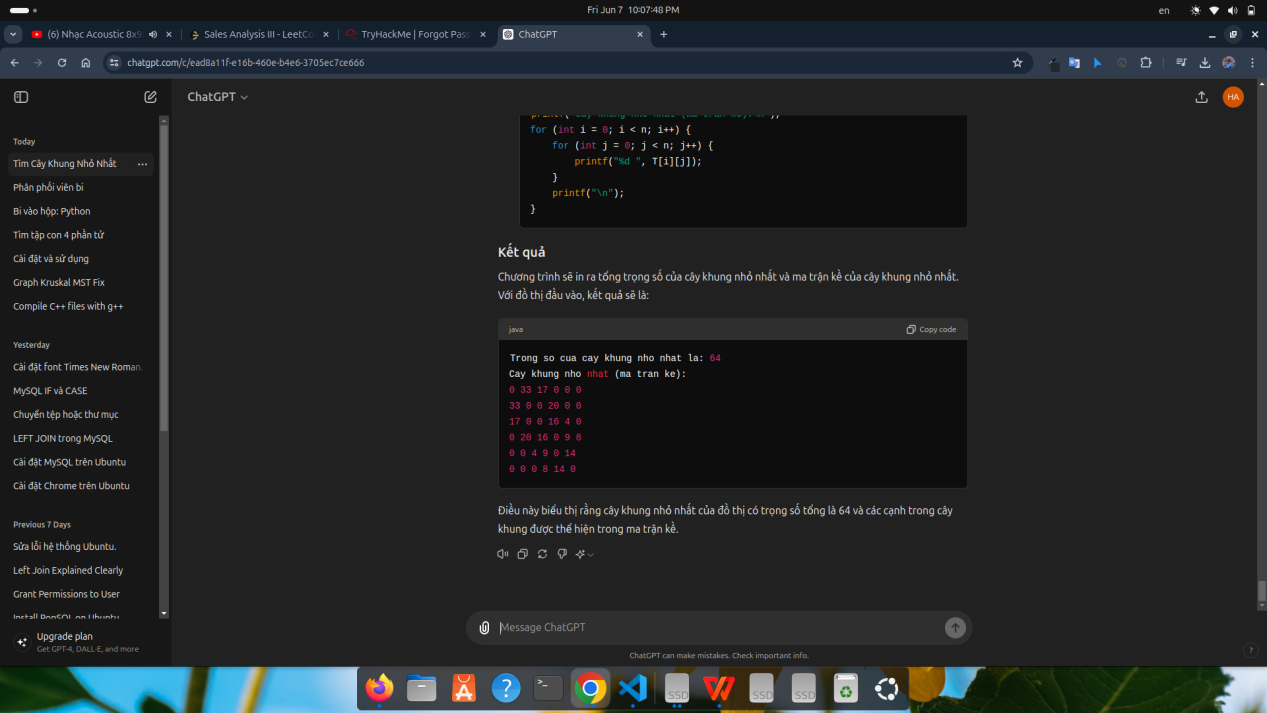 Fri Jun 7 10:07:48 PM
en
(6) Nhạc Acoustic 8x9
Sales Analysis III - LeetCo
TryHackMe | Forgot Pass
ChatGPT
chatgpt.com/c/ead8a11f-e16b-460e-b4e6-3705ec7ce666
ChatGPT
HA
Today
Tìm Cây Khung Nhỏ Nhất
Phân phối viên bi
Bi vào hộp: Python
Tìm tập con 4 phần tử
Cài đặt và sử dụng
Graph Kruskal MST Fix
Compile C++ files with g++
Yesterday
Cài đặt font Times New Roman.
MySQL IF và CASE
Chuyển tệp hoặc thư mục
LEFT JOIN trong MySQL
Cài đặt MySQL trên Ubuntu
Cài đặt Chrome trên Ubuntu
Previous 7 Days
Sửa lỗi hệ thống Ubuntu.
Left Join Explained Clearly
Grant Permissions to User
Install PopSQL on Ubuntu
Upgrade plan
Get GPT-4, DALL·E, and more
for (int i = 0; i < n; i++) {
for (int j = 0; j < n; j++) {
printf("%d ", T[i][j]);
}
printf("\n");
}
Kết quả
Chương trình sẽ in ra tổng trọng số của cây khung nhỏ nhất và ma trận kề của cây khung nhỏ nhất.
Với đồ thị đầu vào, kết quả sẽ là:
java
Copy code
Trong so cua cay khung nho nhat la: 64
Cay khung nho nhat (ma tran ke):
0 33 17 0 0 0
33 0 0 20 0 0
17 0 0 16 4 0
0 20 16 0 9 8
0 0 4 9 0 14
0 0 0 8 14 0
Điều này biểu thị rằng cây khung nhỏ nhất của đồ thị có trọng số tổng là 64 và các cạnh trong cây
khung được thể hiện trong ma trận kề.
Message ChatGPT
ChatGPT can make mistakes. Check important info.
?
SSD
SSD
SSD